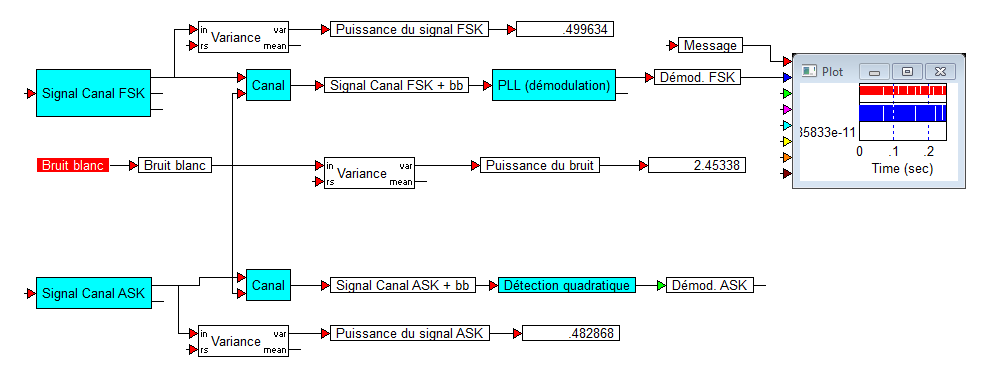 in
var
rs
Variance
mean
Puissance du signal FSK
.499634
Message
Plot
Signal Canal FSK
Canal
Signal Canal FSK + bb
PLL (démodulation)
Démod. FSK
35833e-11
0
.1
.2
Time (sec)
Bruit blanc
Bruit blanc
var
Variance
mean
Puissance du bruit
2.45338
Signal Canal ASK
Canal
Signal Canal ASK + bb
Détection quadratique
Démod. ASK
in
var
rs
Variance
mean
Puissance du signal ASK
.482868